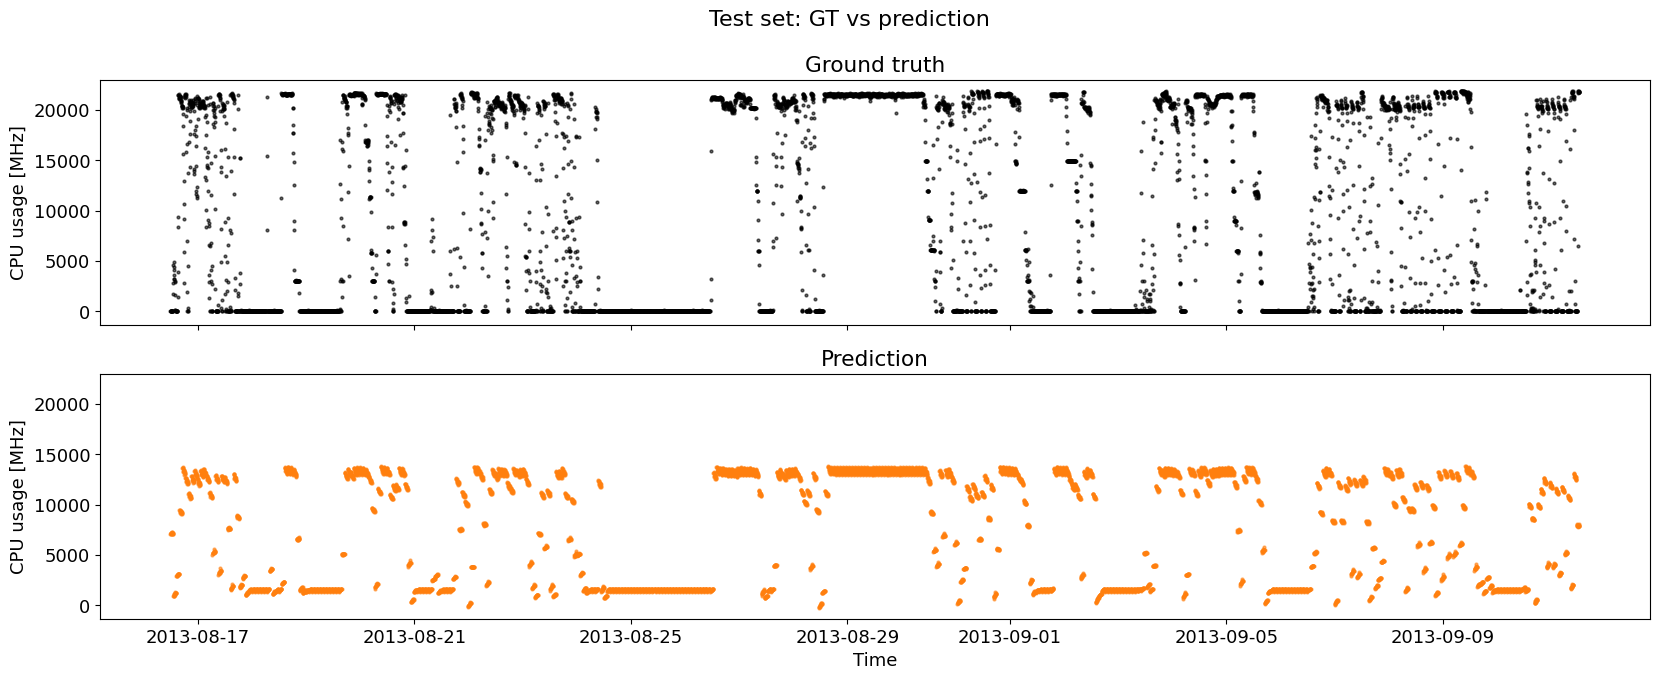 Test set: GT vs prediction
Ground truth
CPU usage [MHz]
20000
15000
10000
5000
0
Prediction
CPU usage [MHz]
20000
15000
10000
5000
0
2013-08-17 2013-08-21 2013-08-25 2013-08-29 2013-09-01 2013-09-05 2013-09-09
Time